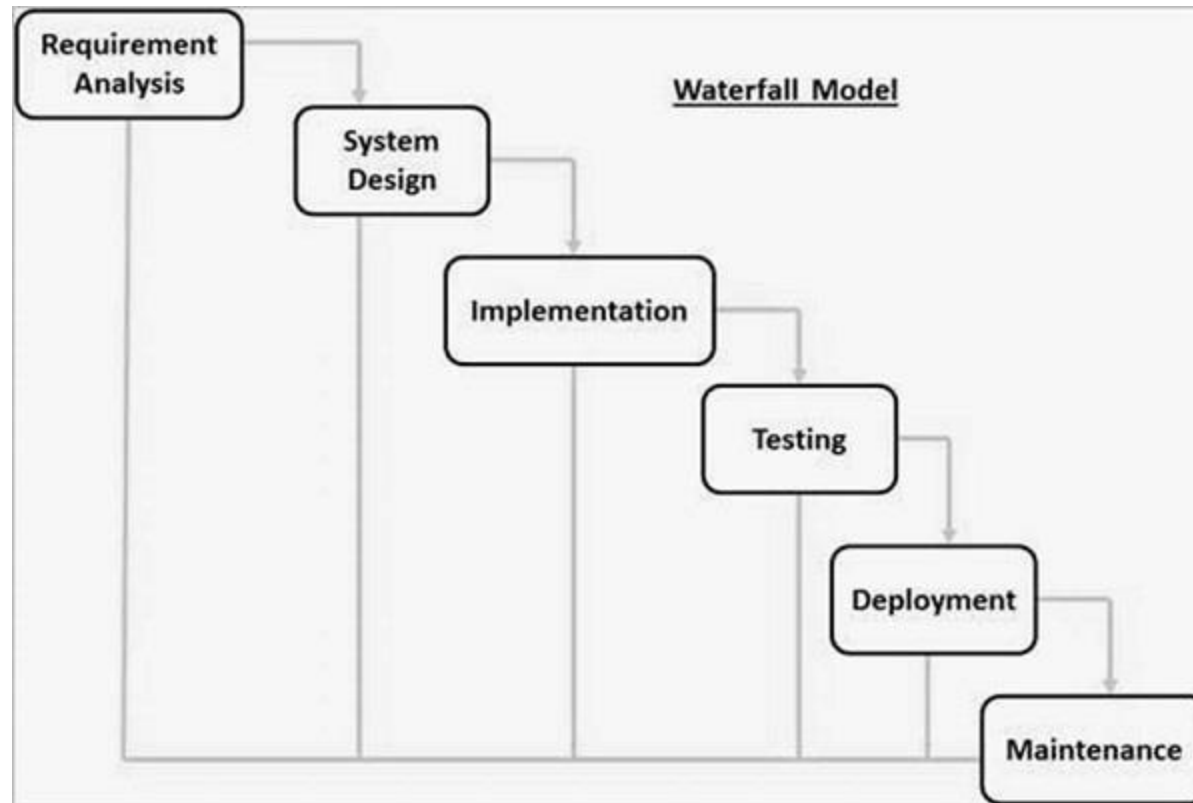 Requirement
Analysis
Waterfall Model
System
Design
Implementation
Testing
Deployment
Maintenance